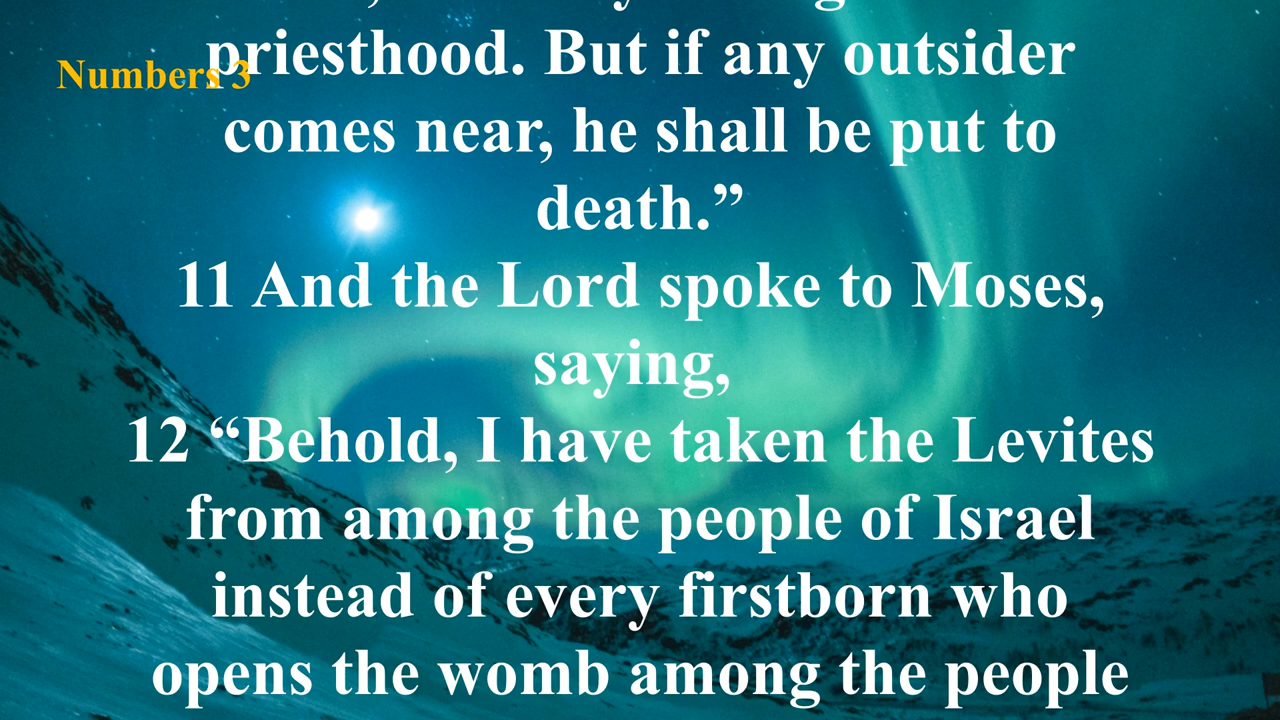 Numbers 3
priesthood. But if any outsider
comes near, he shall be put to
death.”
11 And the Lord spoke to Moses,
saying,
12 “Behold, I have taken the Levites
from among the people of Israel
instead of every firstborn who
opens the womb among the people